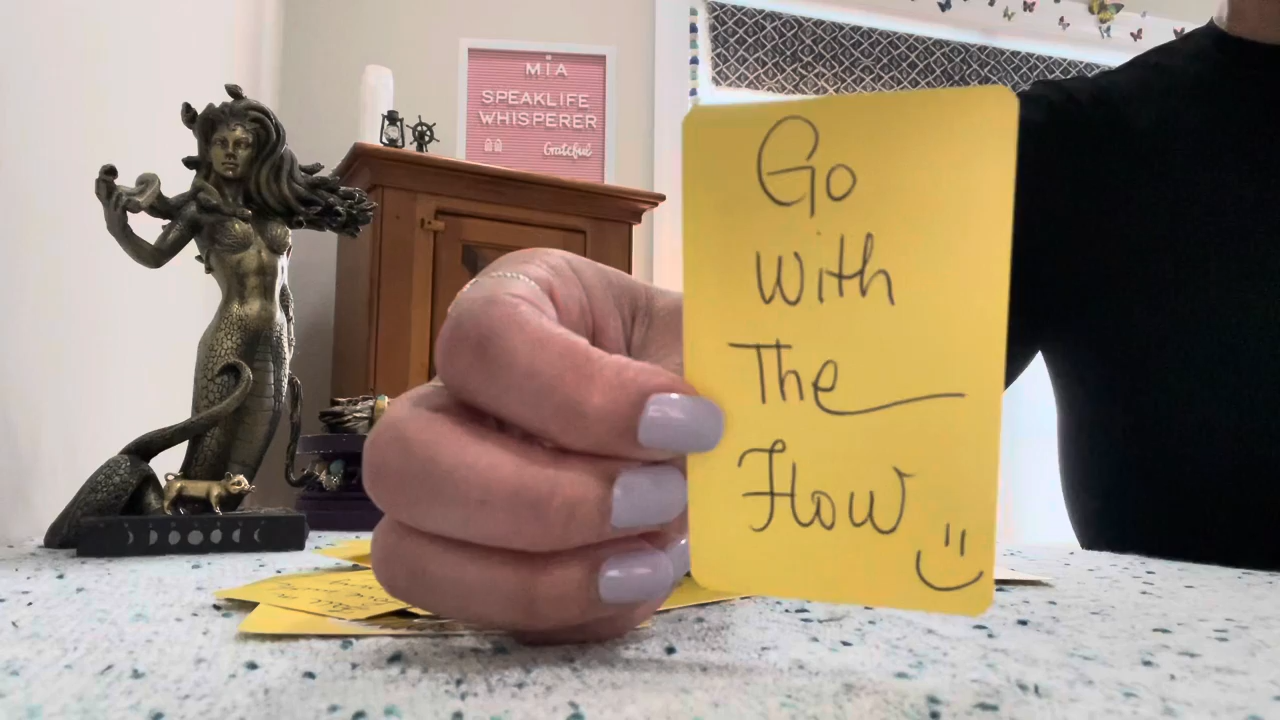 MIA
SPEAKLIFE
WHISPERER
Grateful
Go
With
The
Flow